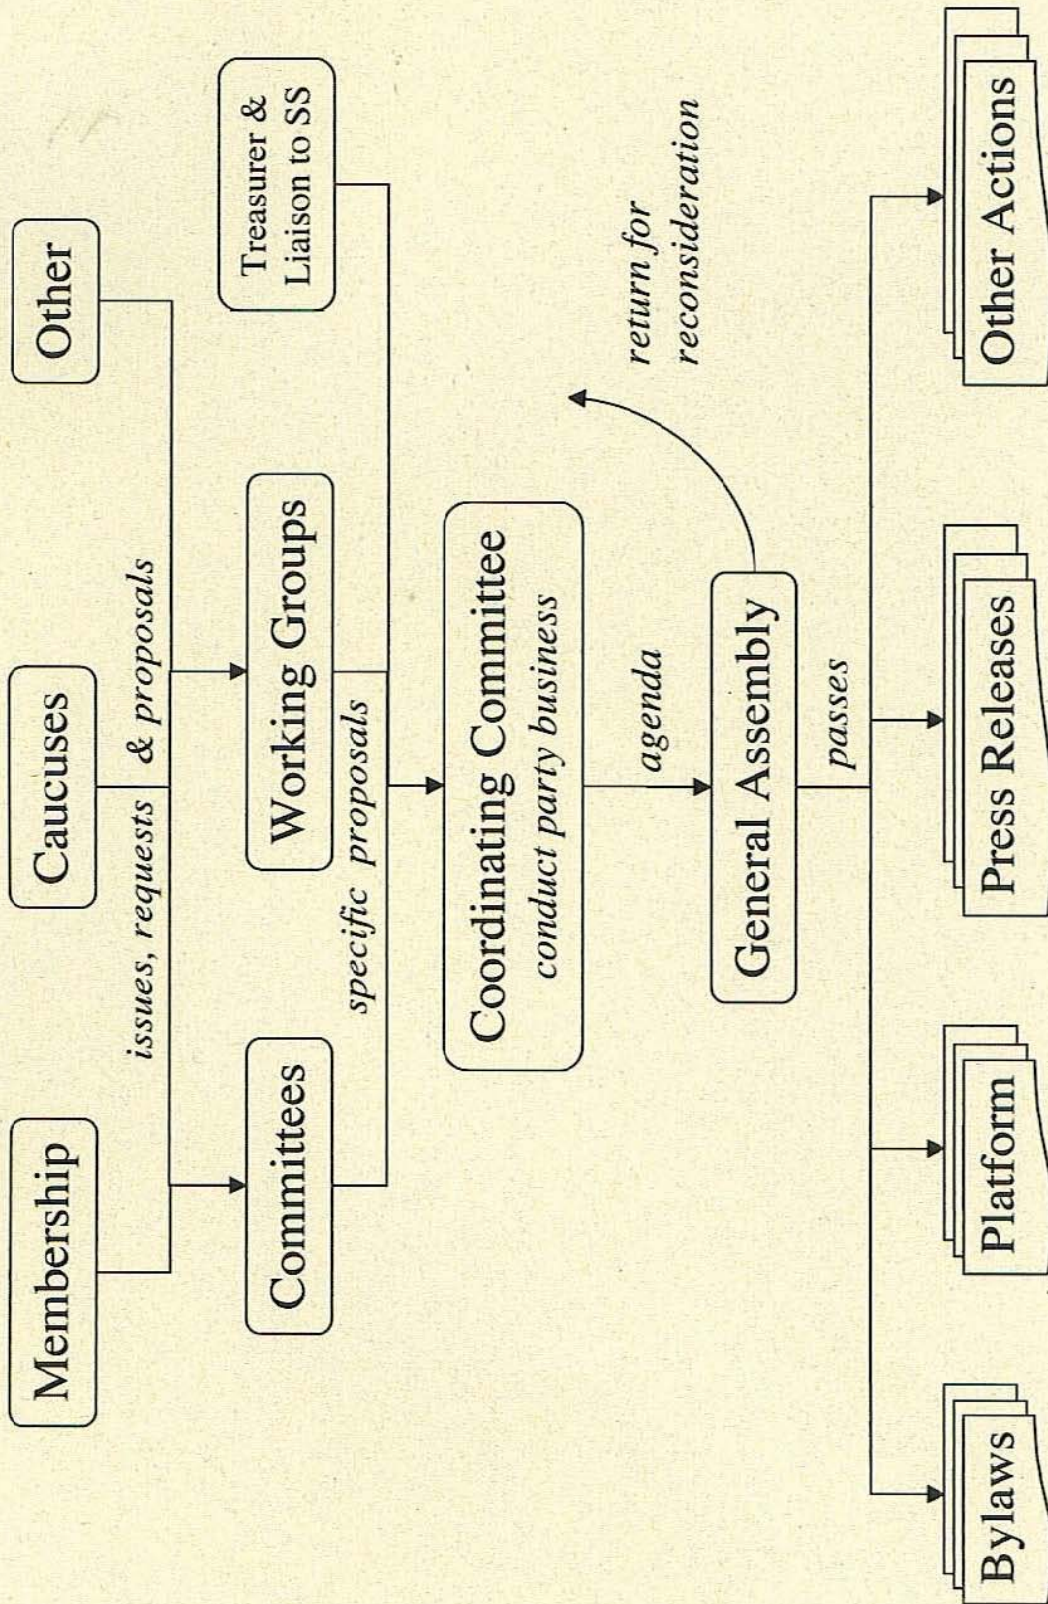 Membership
Caucuses
Other
issues, requests & proposals
Committees
Working Groups
Treasurer &
Liaison to SS
specific proposals
Coordinating Committee
conduct party business
agenda
return for
reconsideration
General Assembly
passes
Bylaws
Platform
Press Releases
Other Actions